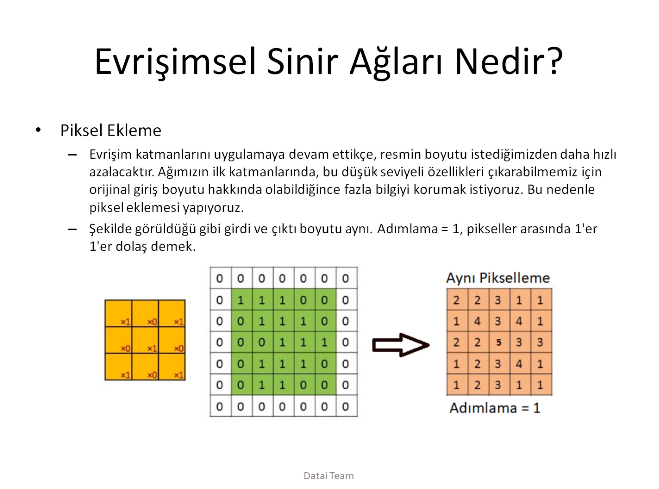 Evrişimsel Sinir Ağları Nedir?
• Piksel Ekleme
– Evrişim katmanlarını uygulamaya devam ettikçe, resmin boyutu istediğimizden daha hızlı
azalacaktır. Ağımızın ilk katmanlarında, bu düşük seviyeli özellikleri çıkarabilmemiz için
orijinal giriş boyutu hakkında olabildiğince fazla bilgiyi korumak istiyoruz. Bu nedenle
piksel eklemesi yapıyoruz.
– Şekilde görüldüğü gibi girdi ve çıktı boyutu aynı. Adımlama = 1, pikseller arasında 1'er
1'er dolaş demek.
×1 ×0 ×1
×0 ×1 ×0
×1 ×0 ×1
0 0 0 0 0 0 0
0 1 1 1 0 0 0
0 0 1 1 1 0 0
0 0 0 1 1 1 0
0 0 1 1 1 0 0
0 0 1 1 0 0 0
0 0 0 0 0 0 0
Aynı Pikselleme
2 2 3 1 1
1 4 3 4 1
2 2 5 3 3
1 2 3 4 1
1 2 3 1 1
Adımlama = 1
Datai Team